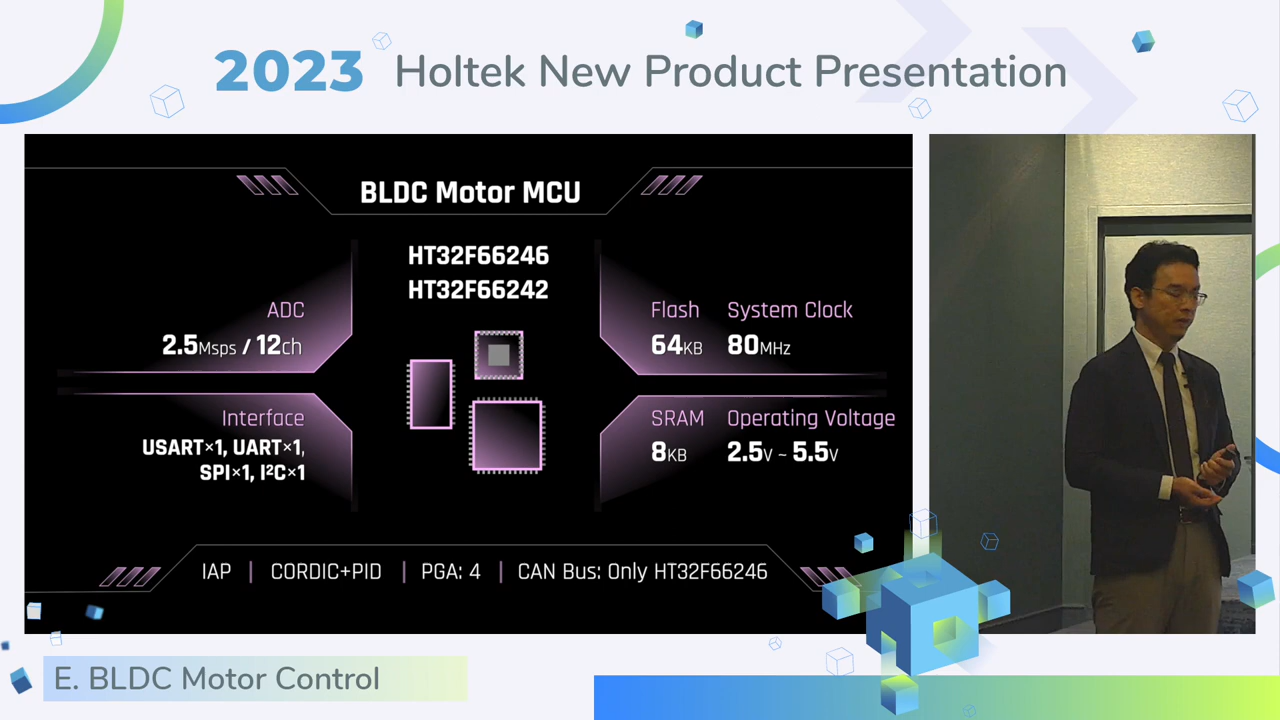 2023 Holtek New Product Presentation
BLDC Motor MCU
HT32F66246
HT32F66242
ADC
2.5Msps / 12ch
Interface
USART×1, UART×1,
SPI×1, I²C×1
Flash System Clock
64KB 80MHz
SRAM Operating Voltage
8KB 2.5V ~ 5.5V
IAP | CORDIC+PID | PGA: 4 | CAN Bus: Only HT32F66246
E. BLDC Motor Control